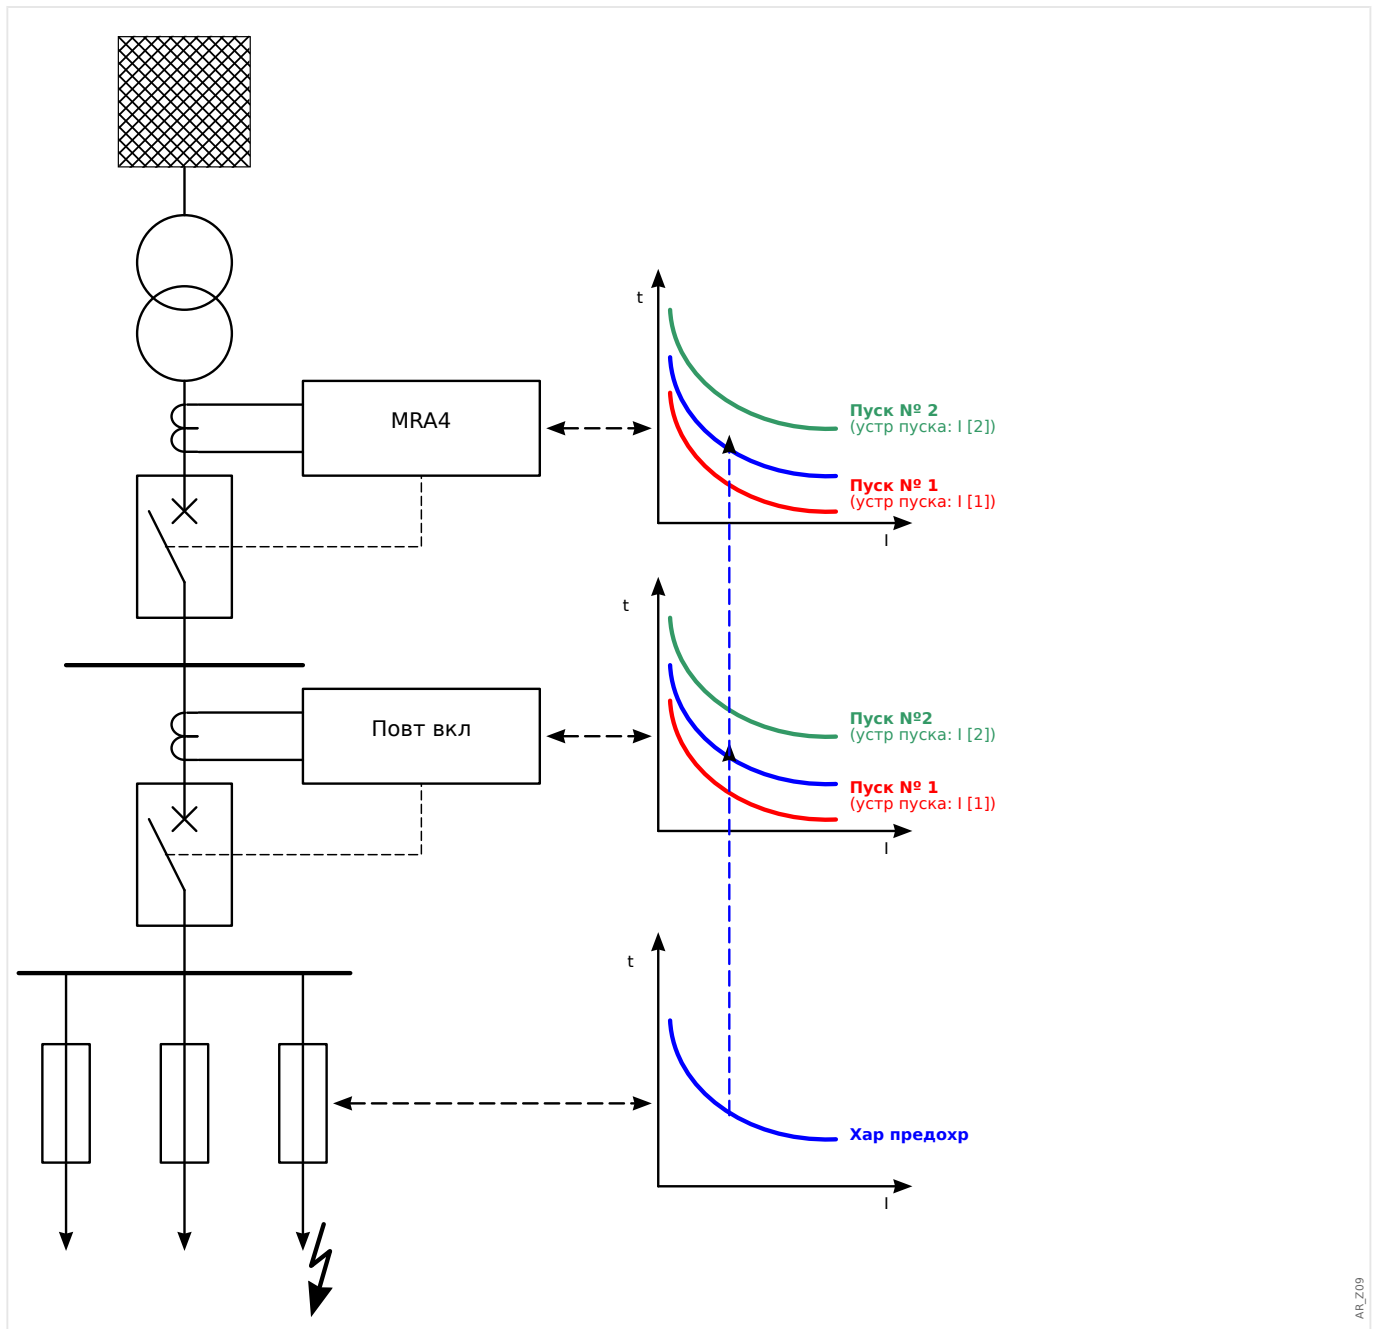 t
MRA4
Пуск № 2
(устр пуска: I [2])
Пуск № 1
(устр пуска: I [1])
I
t
Повт вкл
Пуск №2
(устр пуска: I [2])
Пуск № 1
(устр пуска: I [1])
I
t
Хар предохр
I
AR_Z09